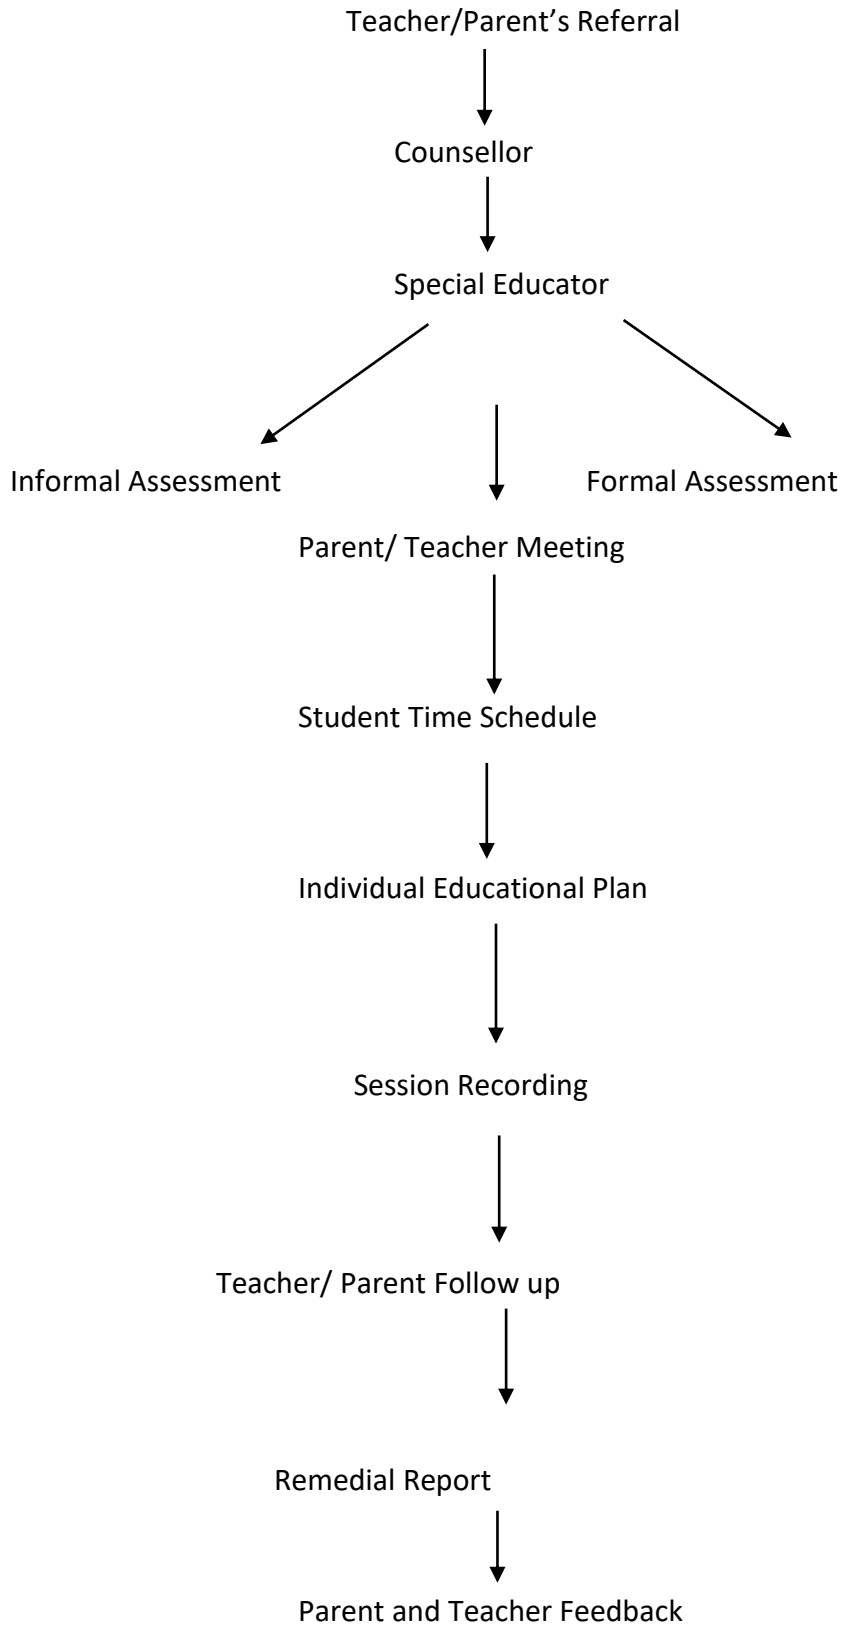 Teacher/Parent’s Referral
Counsellor
Special Educator
Informal Assessment
Formal Assessment
Parent/ Teacher Meeting
Student Time Schedule
Individual Educational Plan
Session Recording
Teacher/ Parent Follow up
Remedial Report
Parent and Teacher Feedback